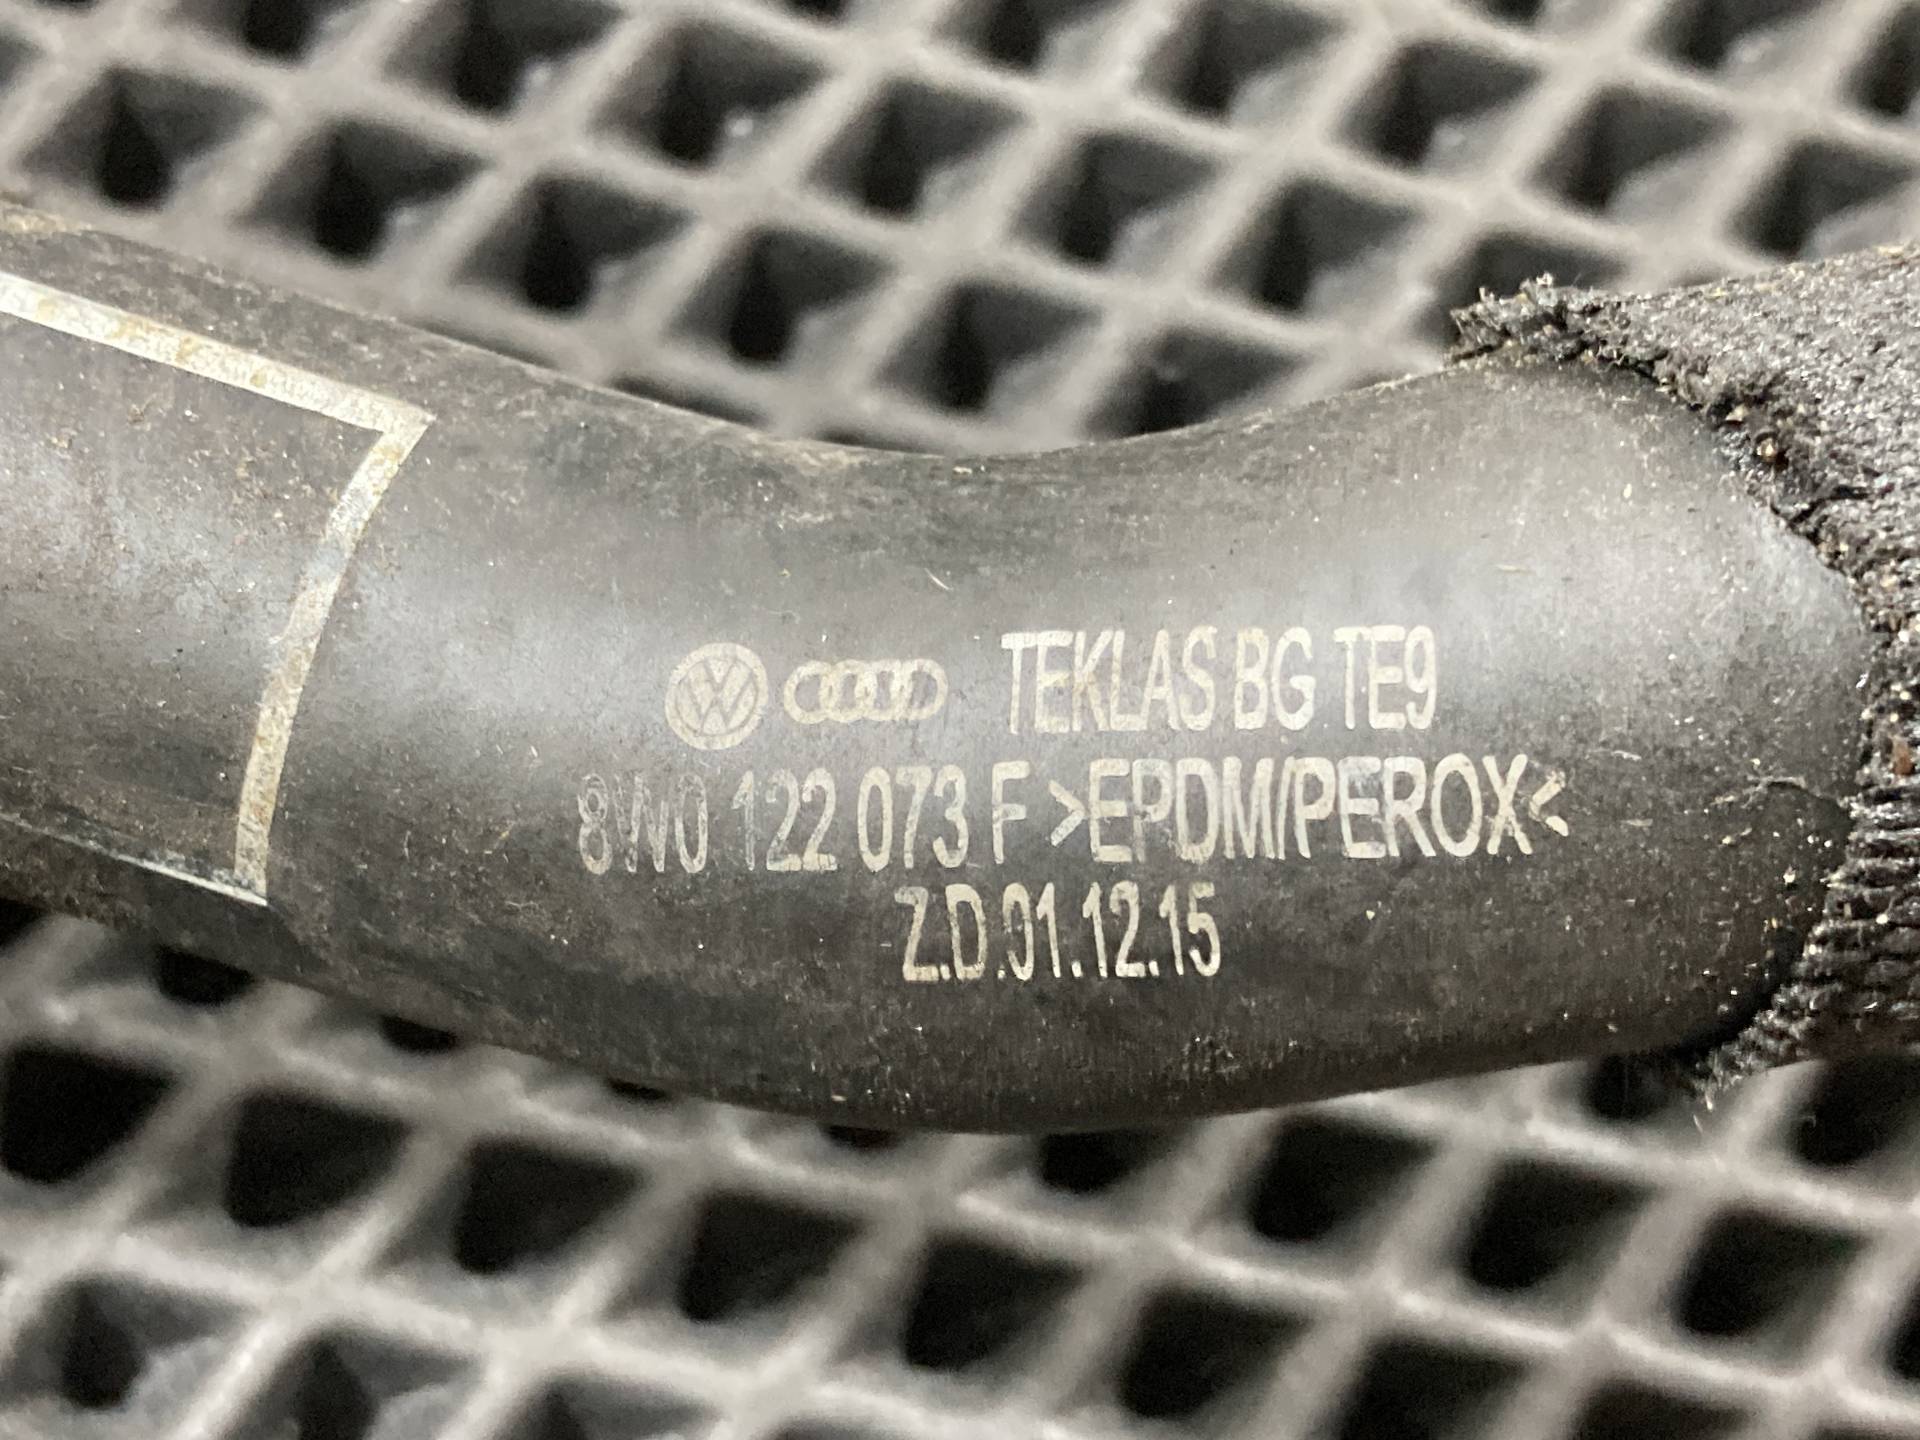 TEKLAS BG TE9
8W0 122 073 F >EPDM/PEROX<
Z.D.01.12.15